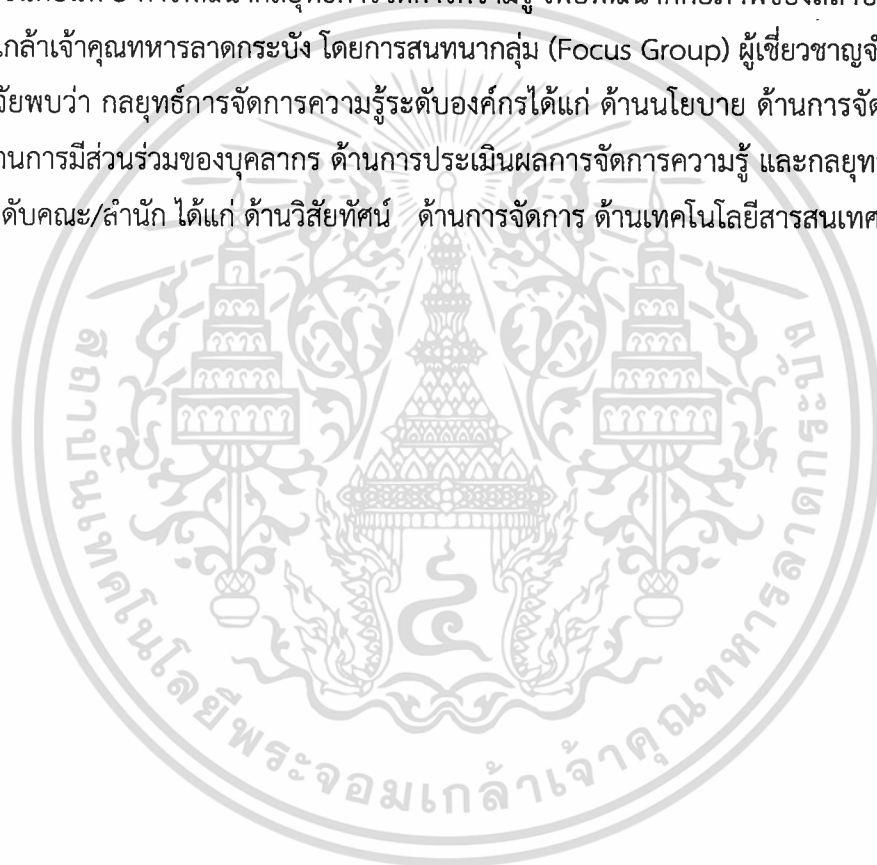 เกล้าเจ้าคุณทหารลาดกระบัง โดยการสนทนากลุ่ม (Focus Group) ผู้เชี่ยวชาญจำ
วิจัยพบว่า กลยุทธ์การจัดการความรู้ระดับองค์กรได้แก่ ด้านนโยบาย ด้านการจัด
านการมีส่วนร่วมของบุคลากร ด้านการประเมินผลการจัดการความรู้ และกลยุทธ
ดับคณะ/สำนัก ได้แก่ ด้านวิสัยทัศน์ ด้านการจัดการ ด้านเทคโนโลยีสารสนเทศ
สถาบันเทคโนโลยีพระจอมเกล้าเจ้าคุณทหารลาดกระบัง
๔